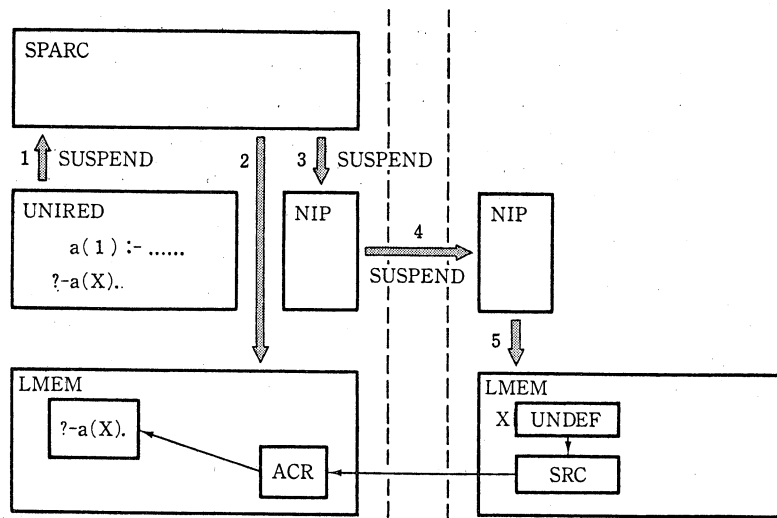 SPARC
1 SUSPEND
2
3 SUSPEND
UNIRED
a(1) :- ......
?-a(X)..
NIP
4
SUSPEND
NIP
5
LMEM
?-a(X).
ACR
LMEM
X UNDEF
SRC